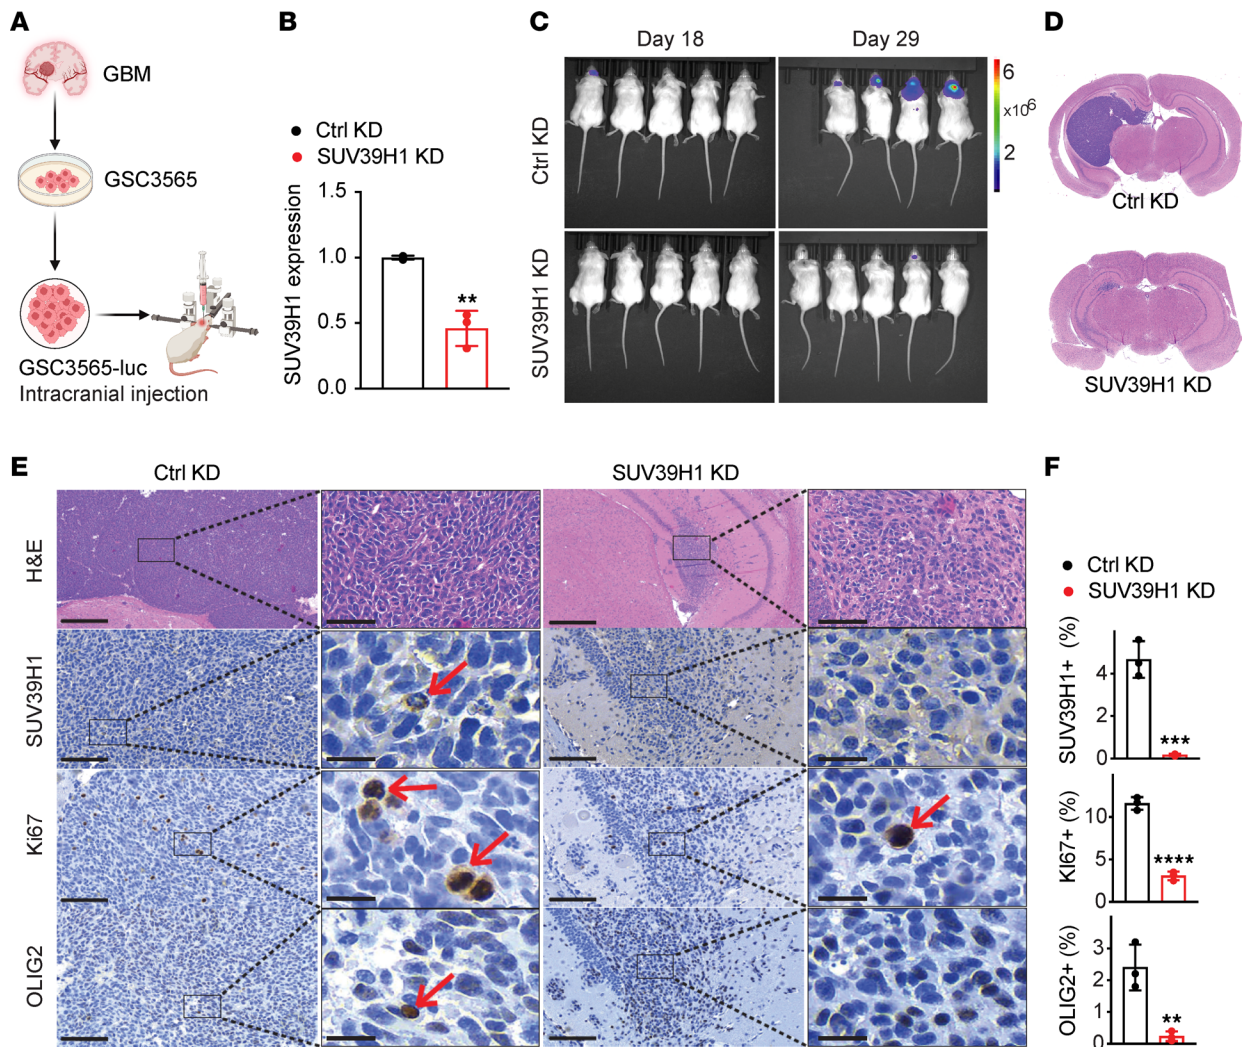 A
GBM
GSC3565
GSC3565-luc
Intracranial injection
B
Ctrl KD
SUV39H1 KD
SUV39H1 expression
1.5
1.0
0.5
0.0
**
C
Day 18
Day 29
Ctrl KD
SUV39H1 KD
6
x10⁶
2
D
Ctrl KD
SUV39H1 KD
E
Ctrl KD
SUV39H1 KD
H&E
SUV39H1
Ki67
OLIG2
F
Ctrl KD
SUV39H1 KD
SUV39H1+ (%)
4
2
0
***
KI67+ (%)
10
5
0
****
OLIG2+ (%)
3
2
1
0
**